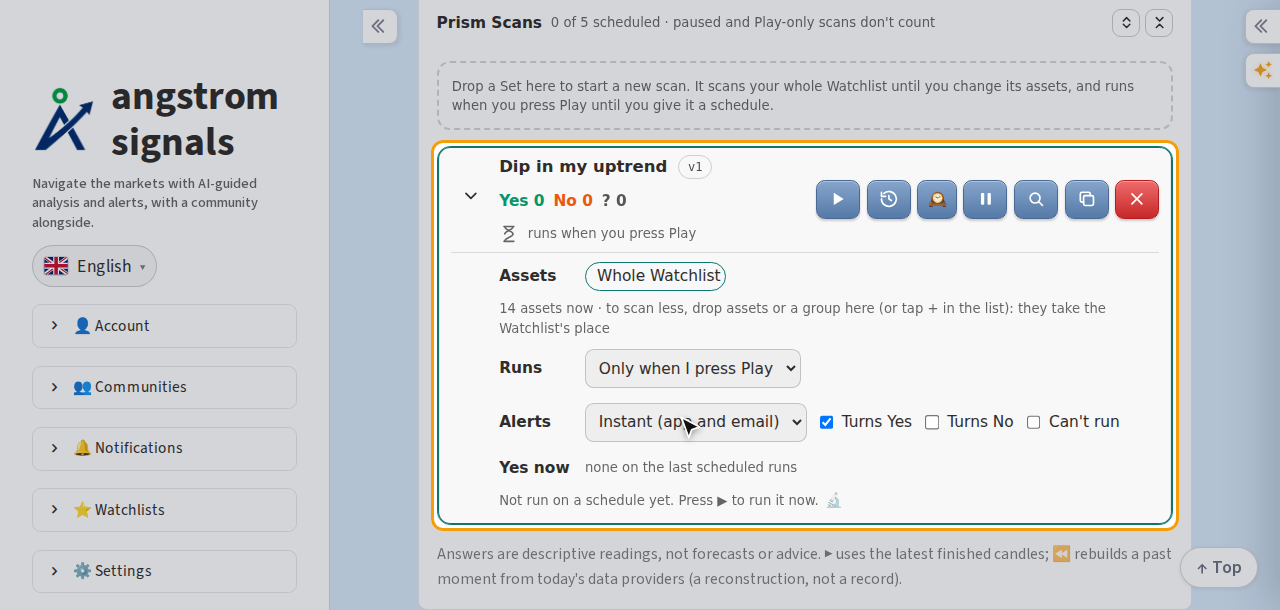 angstrom
signals
Navigate the markets with AI-guided
analysis and alerts, with a community
alongside.
English
Account
Communities
Notifications
Watchlists
Settings
Prism Scans 0 of 5 scheduled · paused and Play-only scans don't count
Drop a Set here to start a new scan. It scans your whole Watchlist until you change its assets, and runs
when you press Play until you give it a schedule.
Dip in my uptrend v1
Yes 0 No 0 ? 0
runs when you press Play
Assets Whole Watchlist
14 assets now · to scan less, drop assets or a group here (or tap + in the list): they take the
Watchlist's place
Runs Only when I press Play
Alerts Instant (app and email) Turns Yes Turns No Can't run
Yes now none on the last scheduled runs
Not run on a schedule yet. Press ▶ to run it now.
Answers are descriptive readings, not forecasts or advice. ▶ uses the latest finished candles; ⏪ rebuilds a past
moment from today's data providers (a reconstruction, not a record).
↑ Top